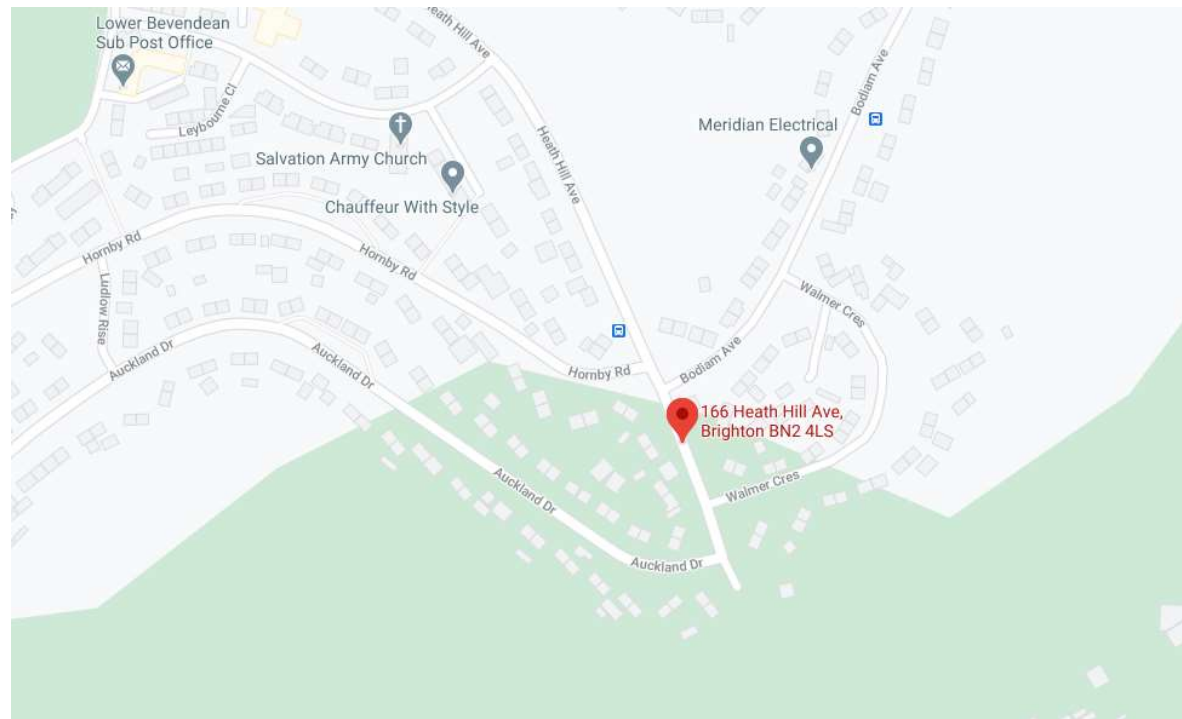 Lower Bevendean
Sub Post Office
Heath Hill Ave
Bodiam Ave
Leybourne Cl
Meridian Electrical
Salvation Army Church
Heath Hill Ave
Chauffeur With Style
Hornby Rd
Hornby Rd
Ludlow Rise
Walmer Cres
Auckland Dr
Auckland Dr
Hornby Rd
Bodiam Ave
166 Heath Hill Ave,
Brighton BN2 4LS
Auckland Dr
Walmer Cres
Auckland Dr